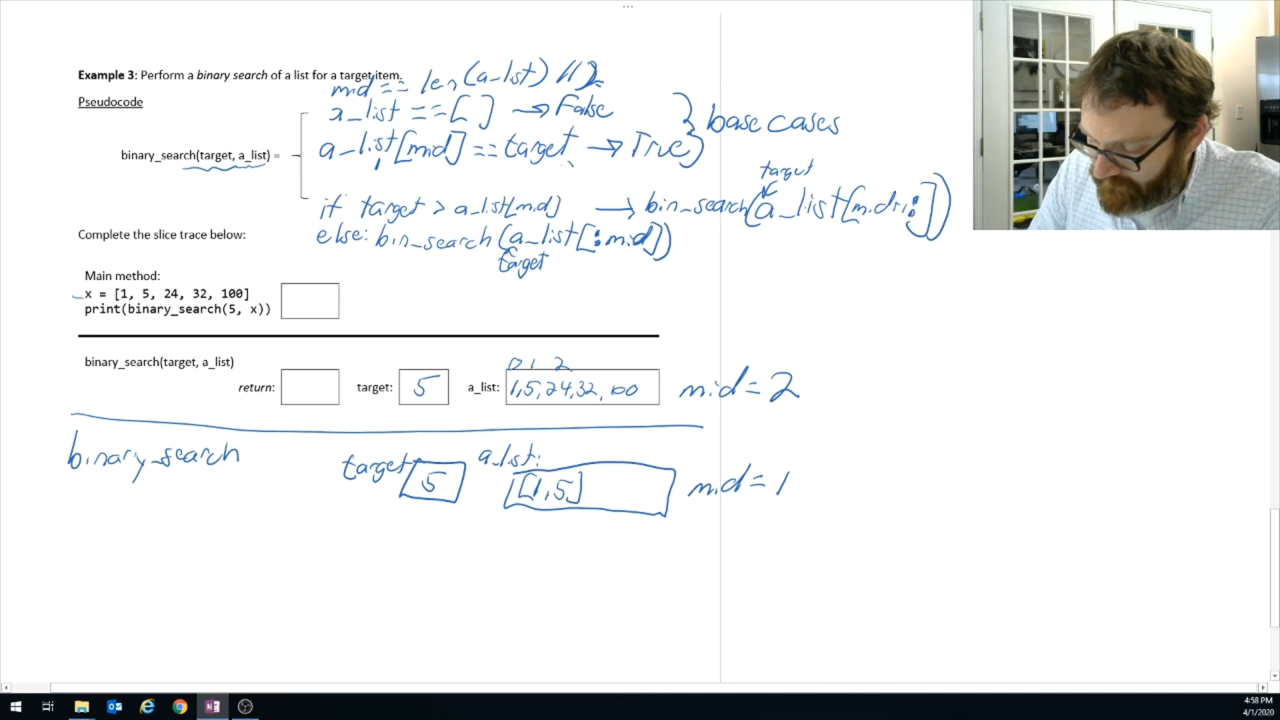 Example 3: Perform a binary search of a list for a target item.
mid == len(a_list) // 2
Pseudocode
a_list == [ ] → False
base cases
a_list[mid] == target → True
binary_search(target, a_list) =
target
if target > a_list[mid] → bin_search(a_list[mid+1:])
Complete the slice trace below:
else: bin_search(a_list[:mid])
target
Main method:
x = [1, 5, 24, 32, 100]
print(binary_search(5, x))
binary_search(target, a_list)
0 1 2
return:
target: 5
a_list: 1,5,24,32,100
mid = 2
binary_search
target 5
a_list: [1,5]
mid = 1
4:58 PM
4/1/2020